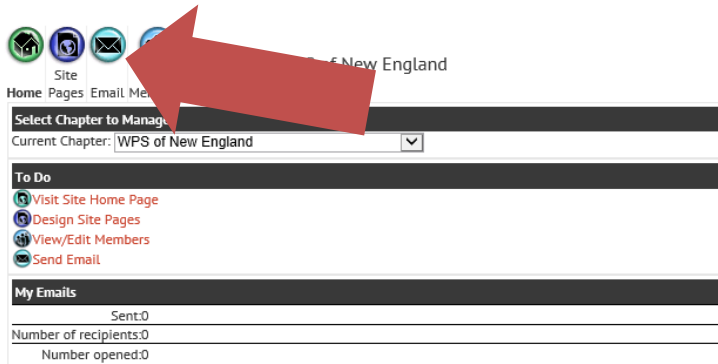 of New England
Site
Home Pages Email
Select Chapter to Manage
Current Chapter: WPS of New England
To Do
Visit Site Home Page
Design Site Pages
View/Edit Members
Send Email
My Emails
Sent:0
Number of recipients:0
Number opened:0